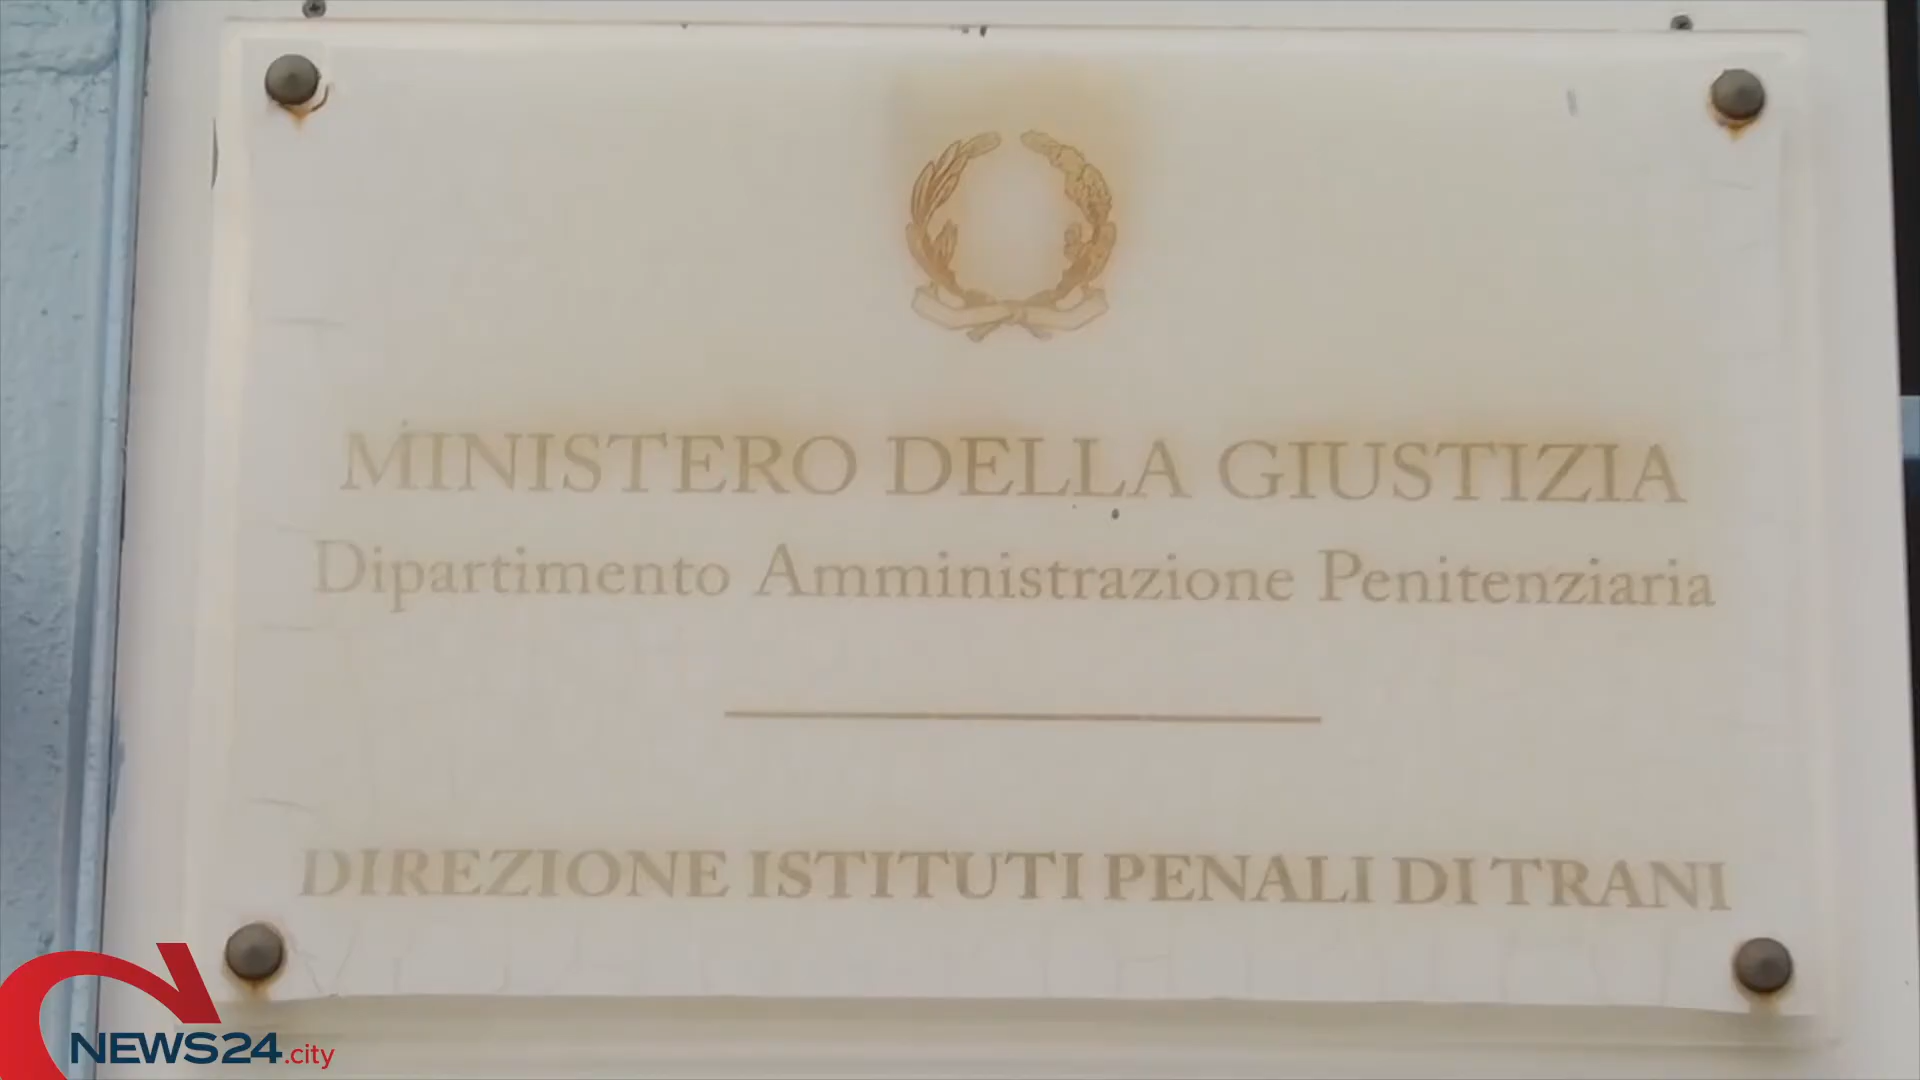 MINISTERO DELLA GIUSTIZIA
Dipartimento Amministrazione Penitenziaria
DIREZIONE ISTITUTI PENALI DI TRANI
NEWS24.city